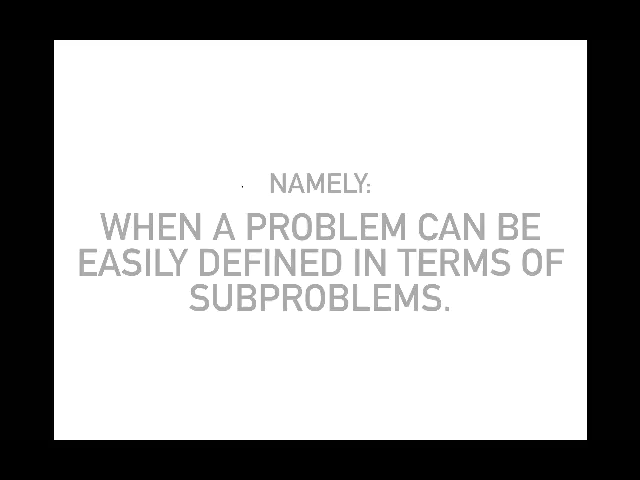 NAMELY:
WHEN A PROBLEM CAN BE
EASILY DEFINED IN TERMS OF
SUBPROBLEMS.